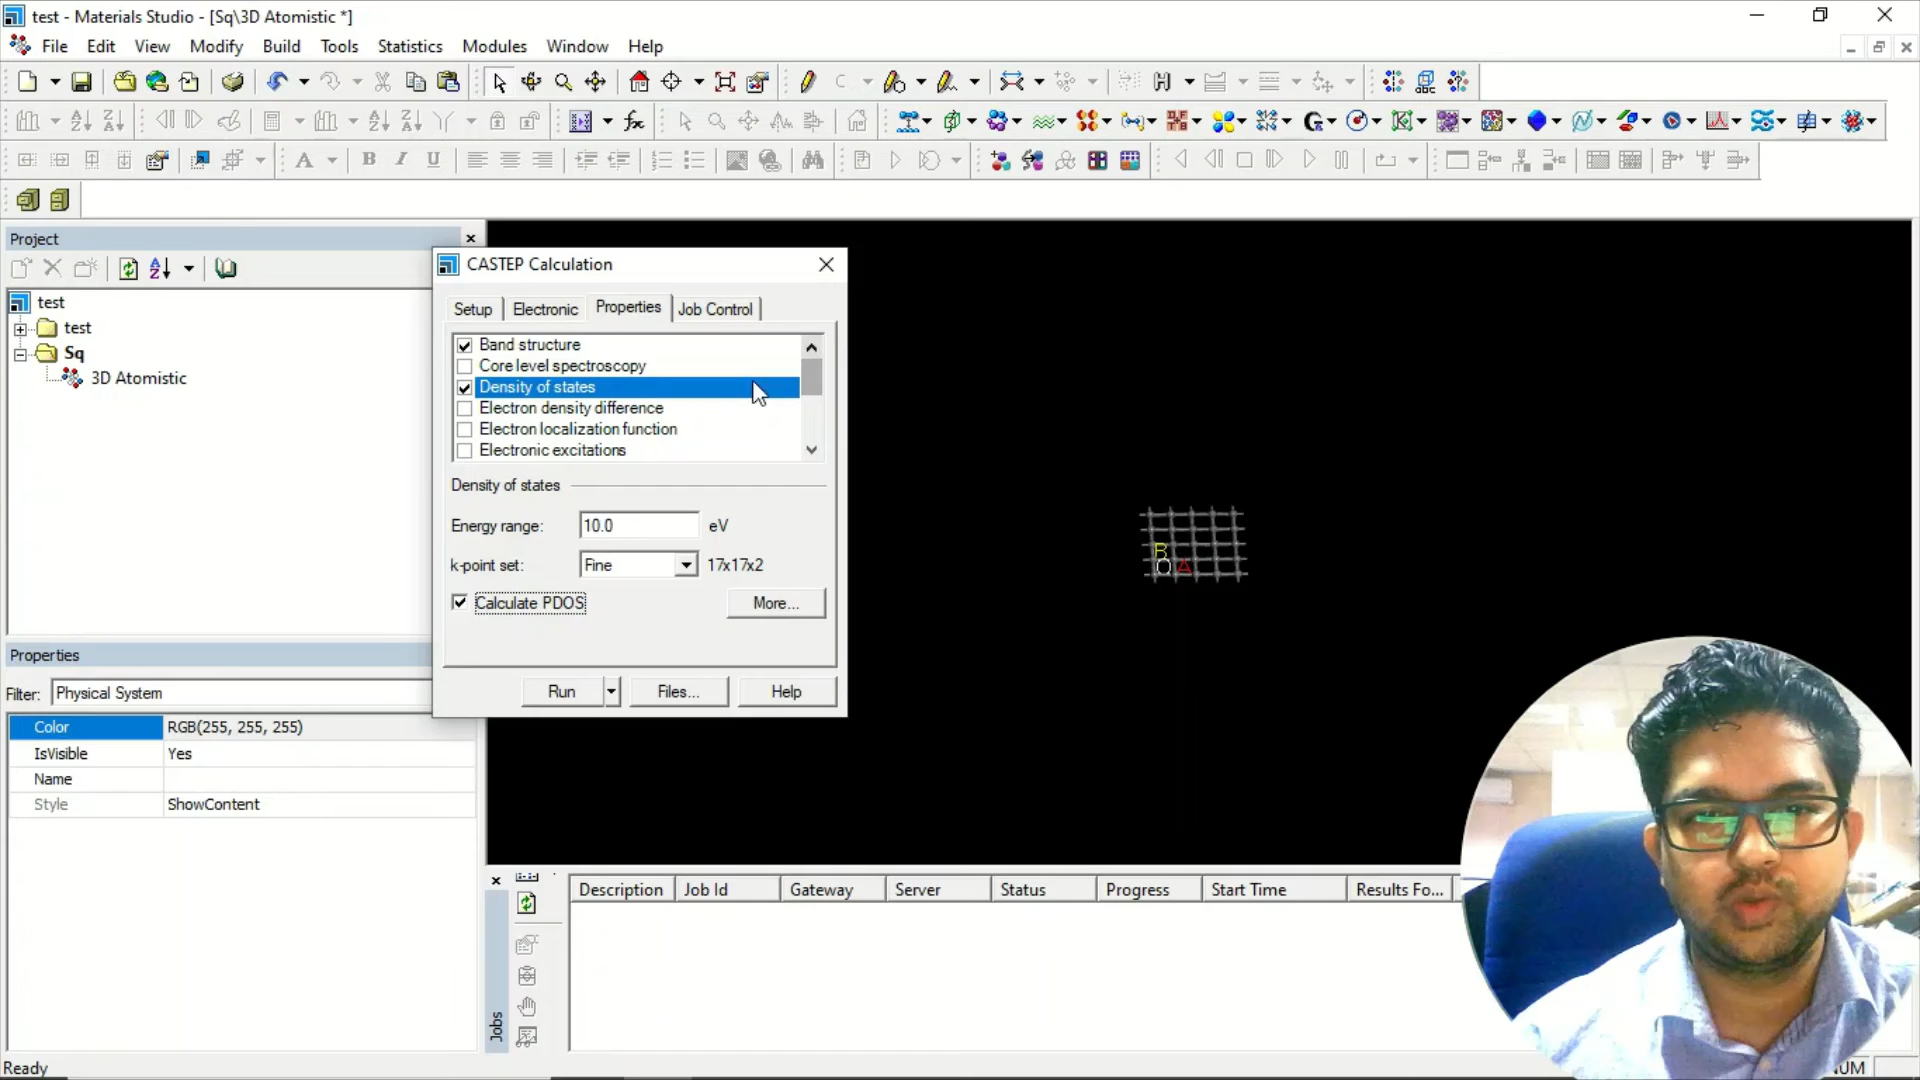 test - Materials Studio - [Sq\3D Atomistic *]
File Edit View Modify Build Tools Statistics Modules Window Help
Project
test
test
Sq
3D Atomistic
CASTEP Calculation
Setup Electronic Properties Job Control
Band structure
Core level spectroscopy
Density of states
Electron density difference
Electron localization function
Electronic excitations
Density of states
Energy range: 10.0 eV
k-point set: Fine 17x17x2
Calculate PDOS More...
Run Files... Help
B
O A
Properties
Filter: Physical System
Color RGB(255, 255, 255)
IsVisible Yes
Name
Style ShowContent
Jobs
Description Job Id Gateway Server Status Progress Start Time Results Fo...
Ready